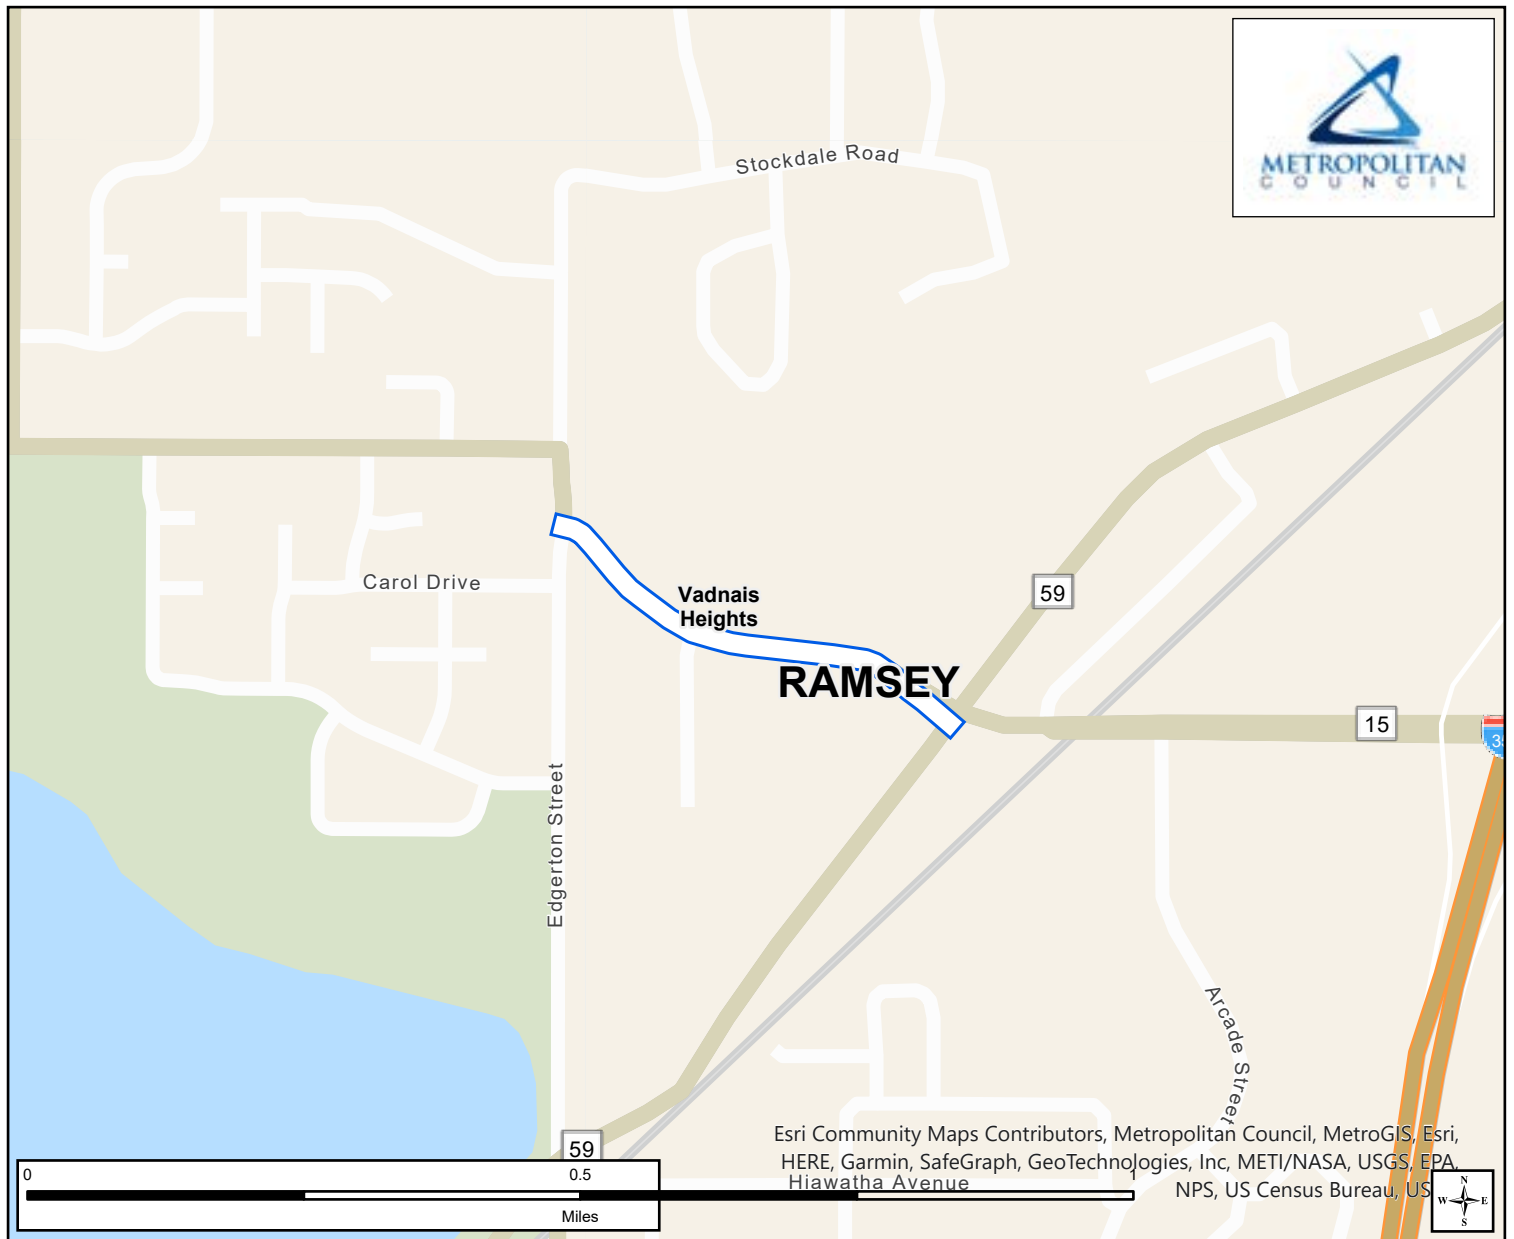 METROPOLITAN
COUNCIL
Stockdale Road
Carol Drive
Vadnais
Heights
59
RAMSEY
15
Edgerton Street
Arcade Street
59
Esri Community Maps Contributors, Metropolitan Council, MetroGIS, Esri,
HERE, Garmin, SafeGraph, GeoTechnologies, Inc, METI/NASA, USGS, EPA,
NPS, US Census Bureau, US
Hiawatha Avenue
0 0.5 1
Miles
N
W E
S